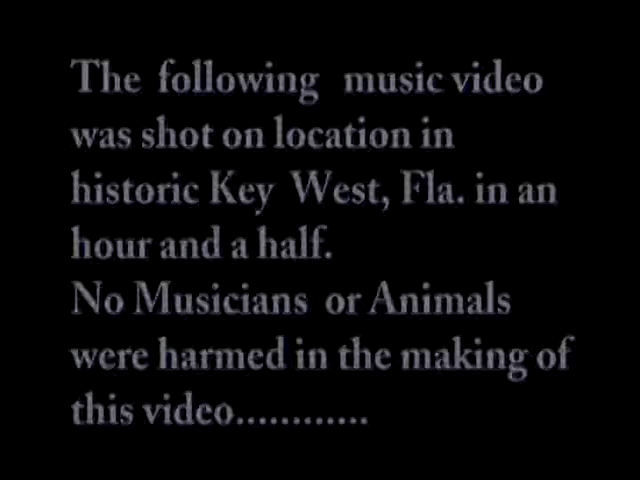 The following music video
was shot on location in
historic Key West, Fla. in an
hour and a half.
No Musicians or Animals
were harmed in the making of
this video............